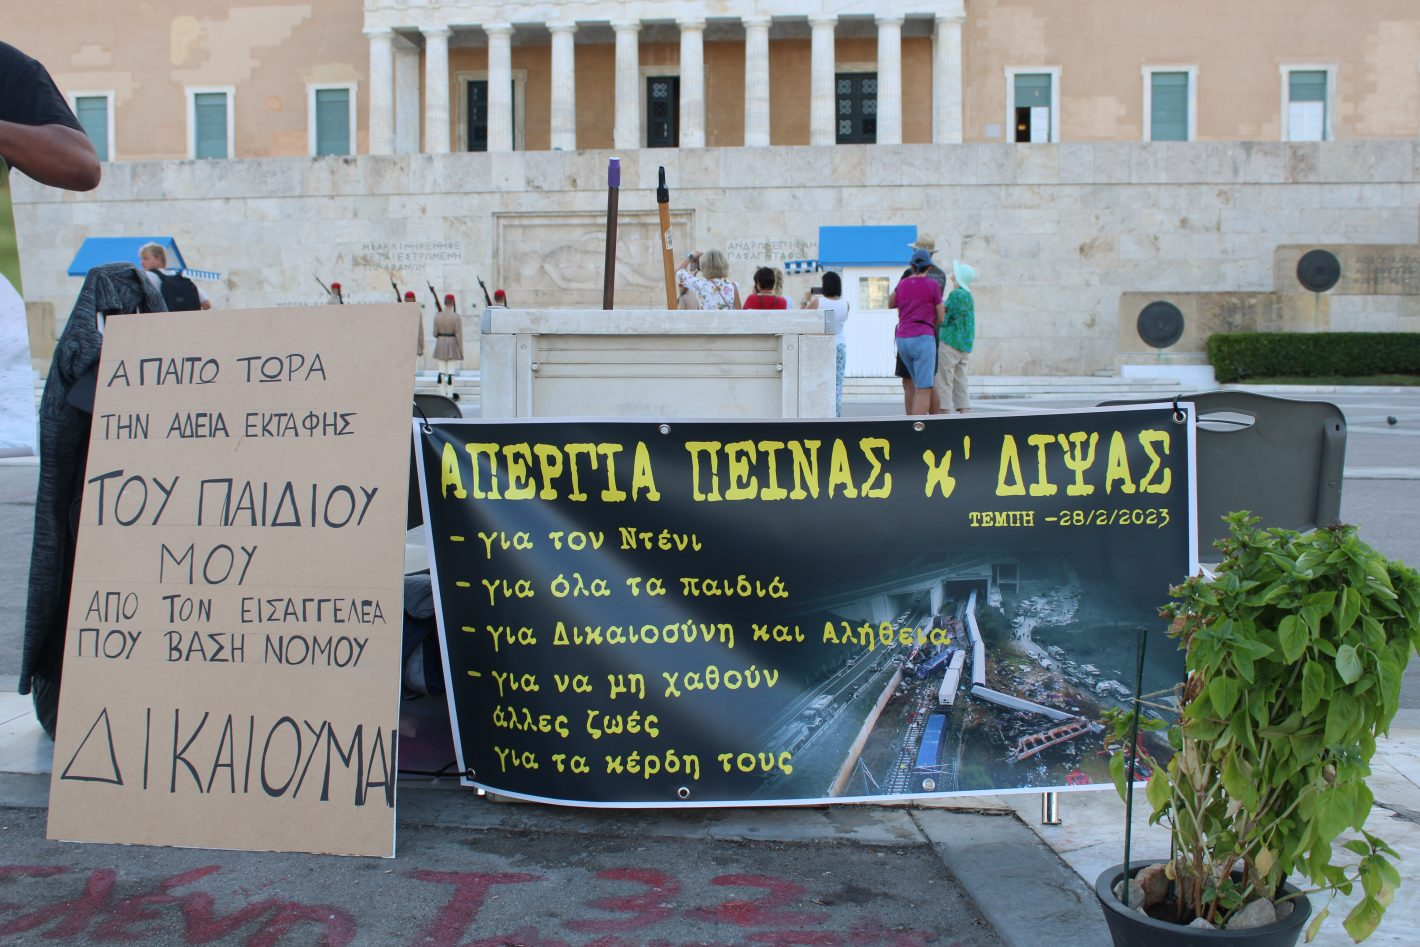 ΑΠΑΙΤΩ ΤΩΡΑ
ΤΗΝ ΑΔΕΙΑ ΕΚΤΑΦΗΣ
ΤΟΥ ΠΑΙΔΙΟΥ
ΜΟΥ
ΑΠΟ ΤΟΝ ΕΙΣΑΓΓΕΛΕΑ
ΠΟΥ ΒΑΣΗ ΝΟΜΟΥ
ΔΙΚΑΙΟΥΜΑΙ
ΑΠΕΡΓΙΑ ΠΕΙΝΑΣ κ' ΔΙΨΑΣ
ΤΕΜΠΗ -28/2/2023
- για τον Ντένι
- για όλα τα παιδιά
- για Δικαιοσύνη και Αλήθεια
- για να μη χαθούν
άλλες ζωές
για τα κέρδη τους